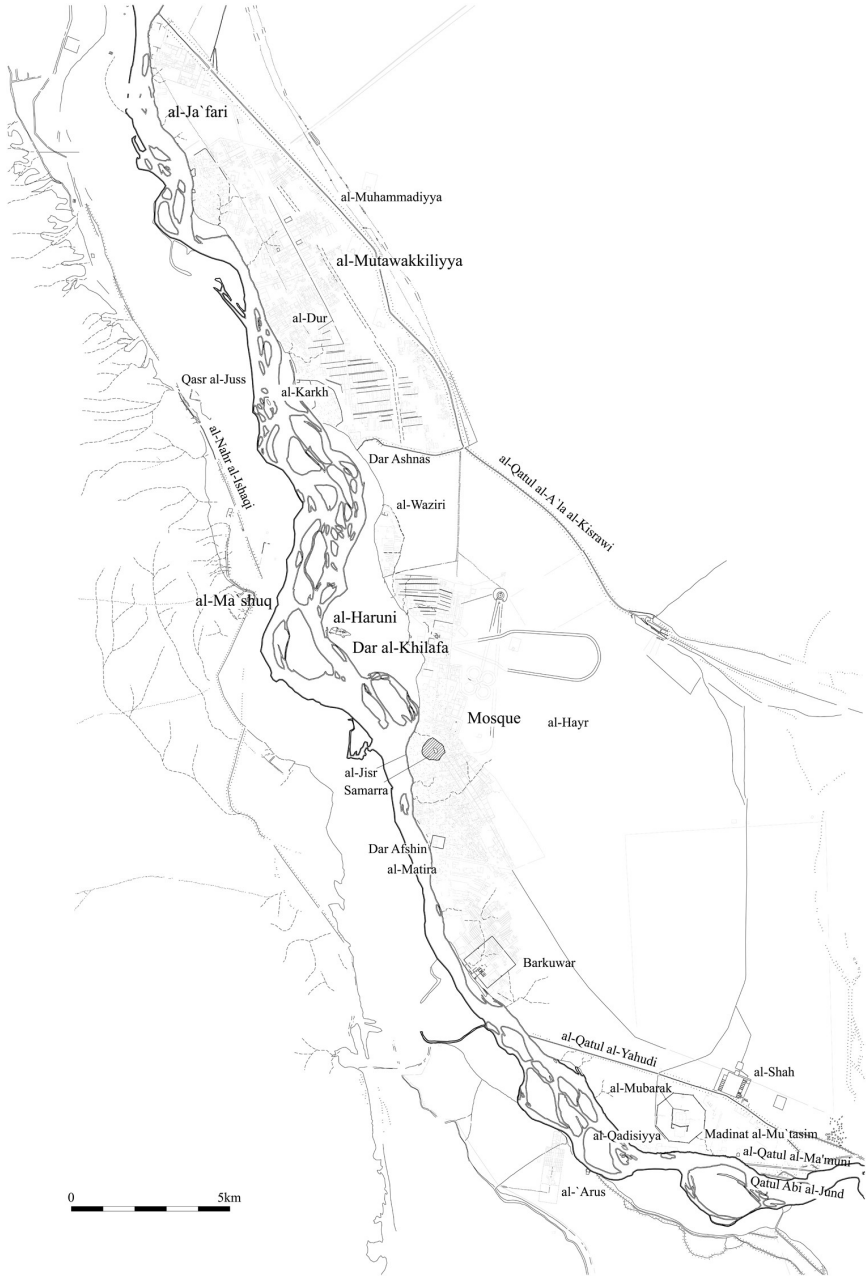 al-Ja`fari
al-Muhammadiyya
al-Mutawakkiliyya
al-Dur
Qasr al-Juss
al-Karkh
al-Nahr al-Ishaqi
Dar Ashnas
al-Qatul al-A`la al-Kisrawi
al-Waziri
al-Ma`shuq
al-Haruni
Dar al-Khilafa
Mosque
al-Hayr
al-Jisr
Samarra
Dar Afshin
al-Matira
Barkuwar
al-Qatul al-Yahudi
al-Shah
al-Mubarak
al-Qadisiyya
Madinat al-Mu`tasim
al-Qatul al-Ma'muni
Qatul Abi al-Jund
al-`Arus
0 5km